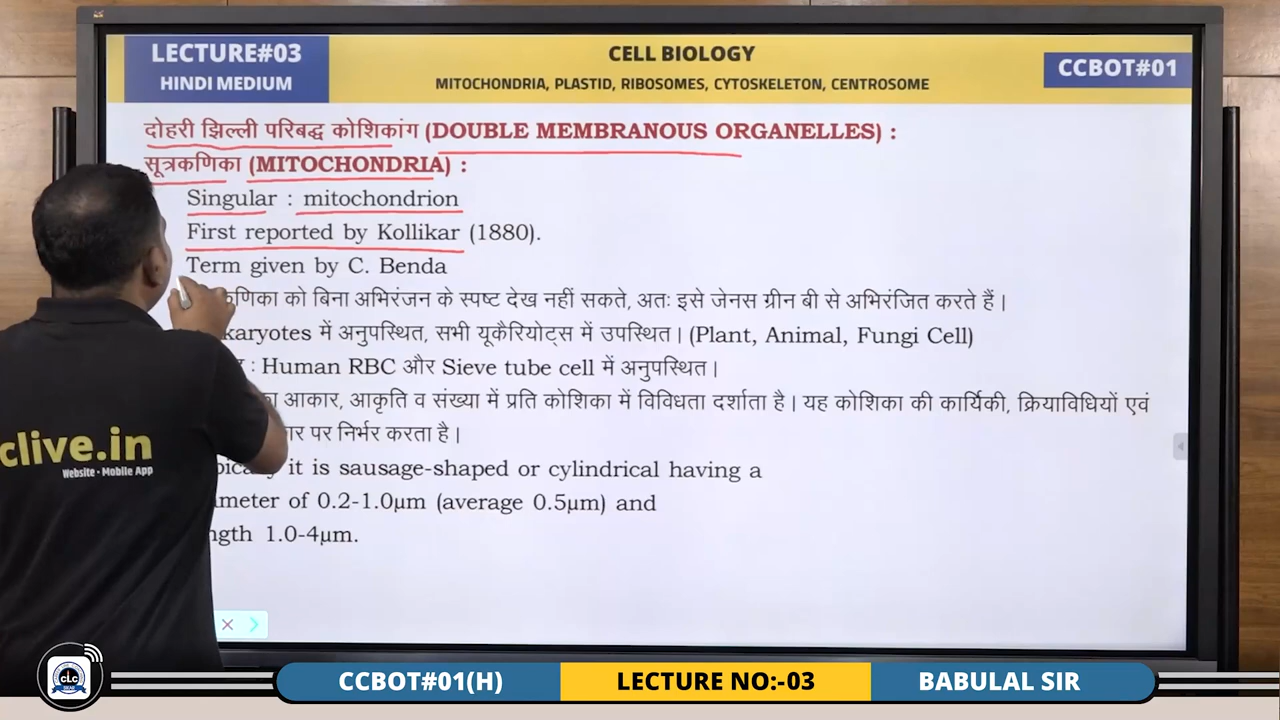 LECTURE#03
HINDI MEDIUM
CELL BIOLOGY
MITOCHONDRIA, PLASTID, RIBOSOMES, CYTOSKELETON, CENTROSOME
CCBOT#01
दोहरी झिल्ली परिबद्ध कोशिकांग (DOUBLE MEMBRANOUS ORGANELLES) :
सूत्रकणिका (MITOCHONDRIA) :
Singular : mitochondrion
First reported by Kollikar (1880).
Term given by C. Benda
को बिना अभिरंजन के स्पष्ट देख नहीं सकते, अतः इसे जेनस ग्रीन बी से अभिरंजित करते हैं।
karyotes में अनुपस्थित, सभी यूकैरियोट्स में उपस्थित। (Plant, Animal, Fungi Cell)
: Human RBC और Sieve tube cell में अनुपस्थित।
आकार, आकृति व संख्या में प्रति कोशिका में विविधता दर्शाता है। यह कोशिका की कार्यिकी, क्रियाविधियों एवं
पर निर्भर करता है।
it is sausage-shaped or cylindrical having a
meter of 0.2-1.0µm (average 0.5µm) and
ngth 1.0-4µm.
clive.in
Website • Mobile App
CLC
CCBOT#01(H)
LECTURE NO:-03
BABULAL SIR